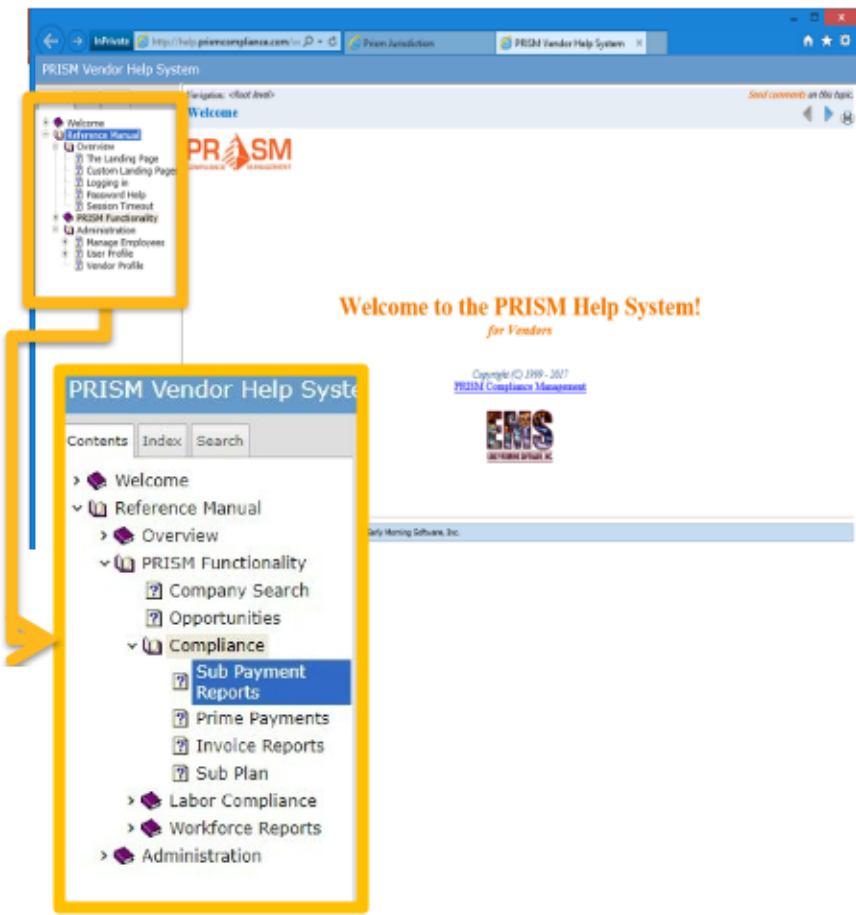 InPrivate
http://help.prismcompliance.com/
Prism Jurisdiction
PRISM Vendor Help System
PRISM Vendor Help System
Navigation: <Root level>
Send comments on this topic.
Welcome
Welcome
Reference Manual
Overview
The Landing Page
Custom Landing Pages
Logging in
Password Help
Session Timeout
PRISM Functionality
Administration
Manage Employees
User Profile
Vendor Profile
PRISM
COMPLIANCE MANAGEMENT
Welcome to the PRISM Help System!
for Vendors
Copyright (C) 1999 - 2017
PRISM Compliance Management
EMS
EARLY MORNING SOFTWARE, INC
Early Morning Software, Inc.
PRISM Vendor Help Syste
Contents Index Search
Welcome
Reference Manual
Overview
PRISM Functionality
Company Search
Opportunities
Compliance
Sub Payment
Reports
Prime Payments
Invoice Reports
Sub Plan
Labor Compliance
Workforce Reports
Administration